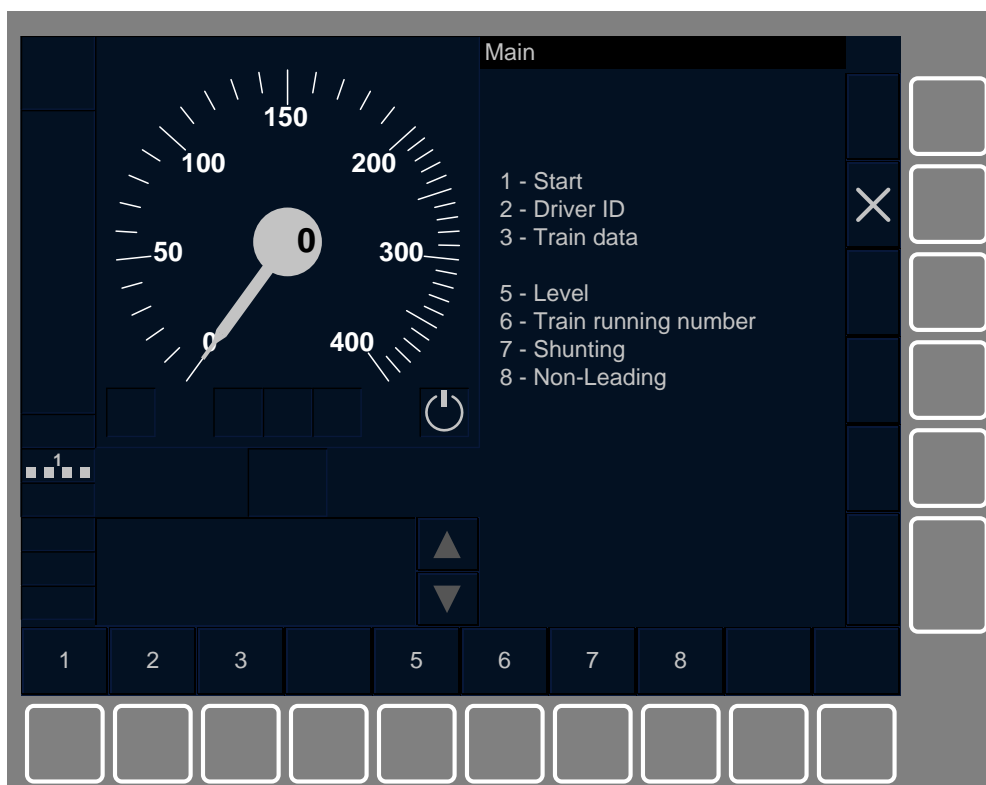 Main
150
100
200
50
0
300
0
400
1 - Start
2 - Driver ID
3 - Train data
5 - Level
6 - Train running number
7 - Shunting
8 - Non-Leading
1
1
2
3
5
6
7
8